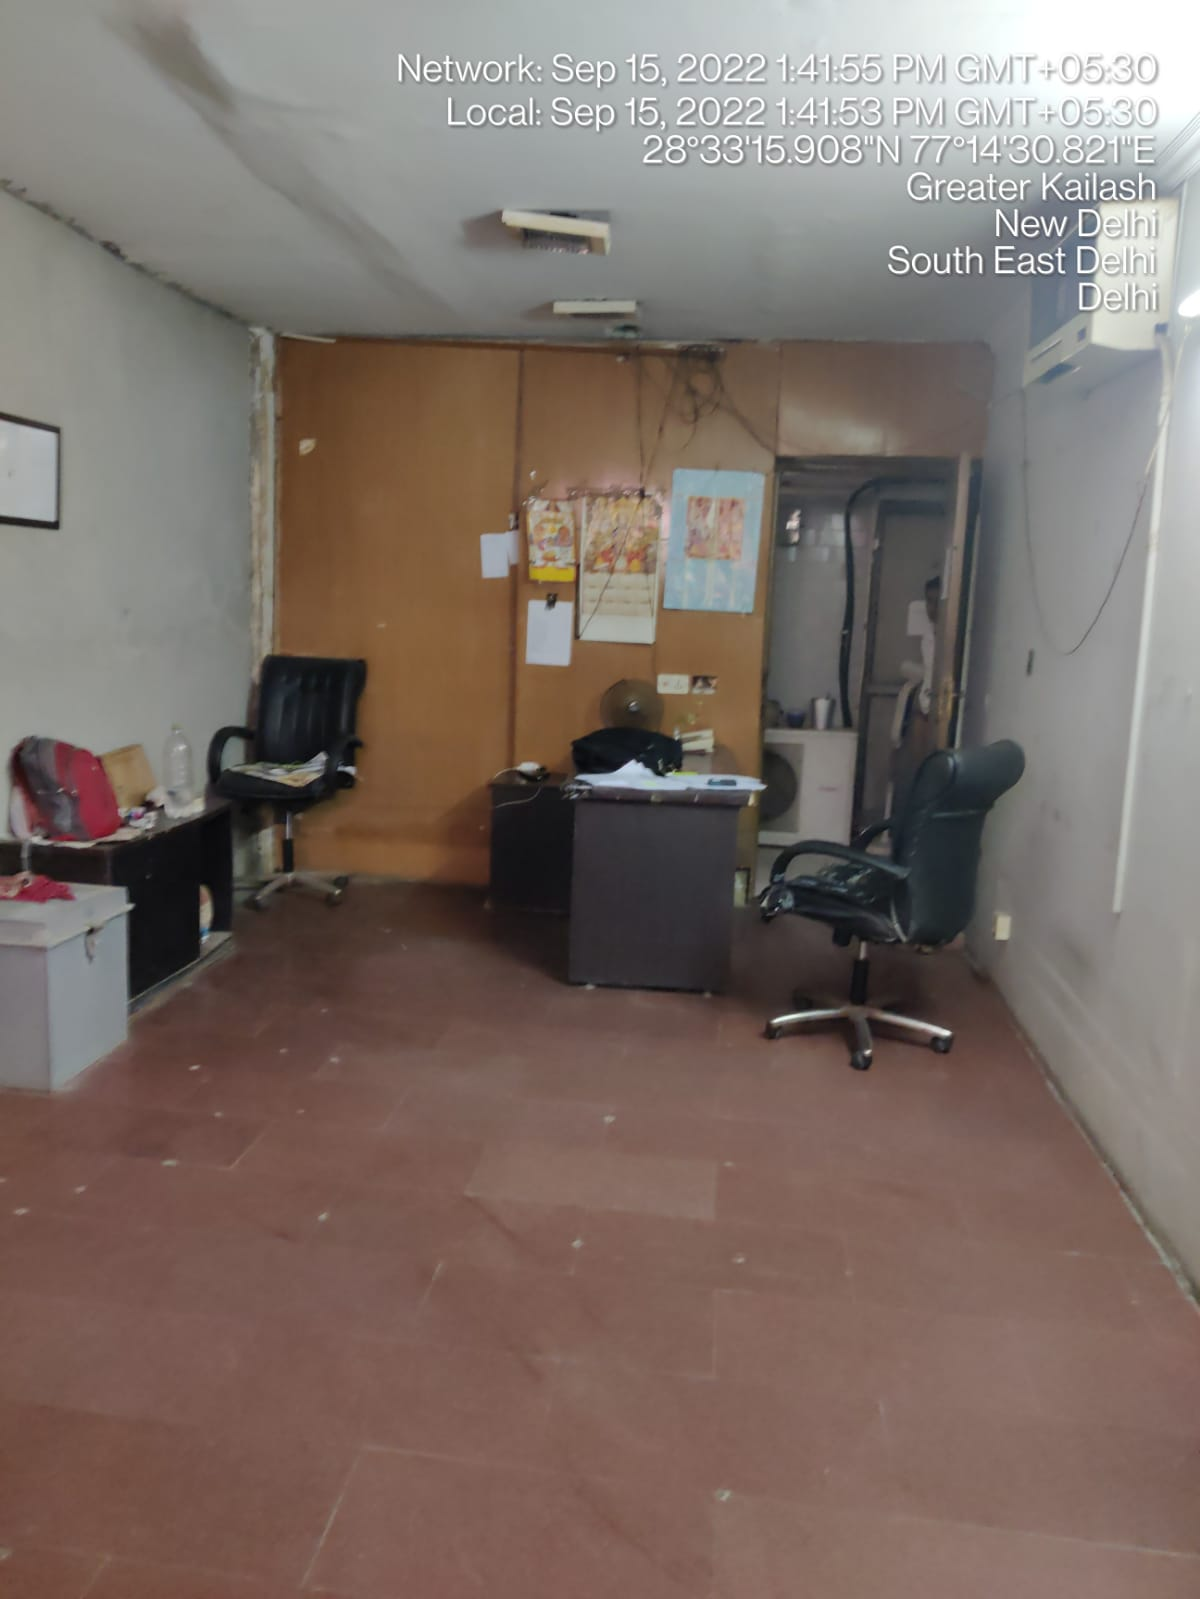 Network: Sep 15, 2022 1:41:55 PM GMT+05:30
Local: Sep 15, 2022 1:41:53 PM GMT+05:30
28°33'15.908"N 77°14'30.821"E
Greater Kailash
New Delhi
South East Delhi
Delhi